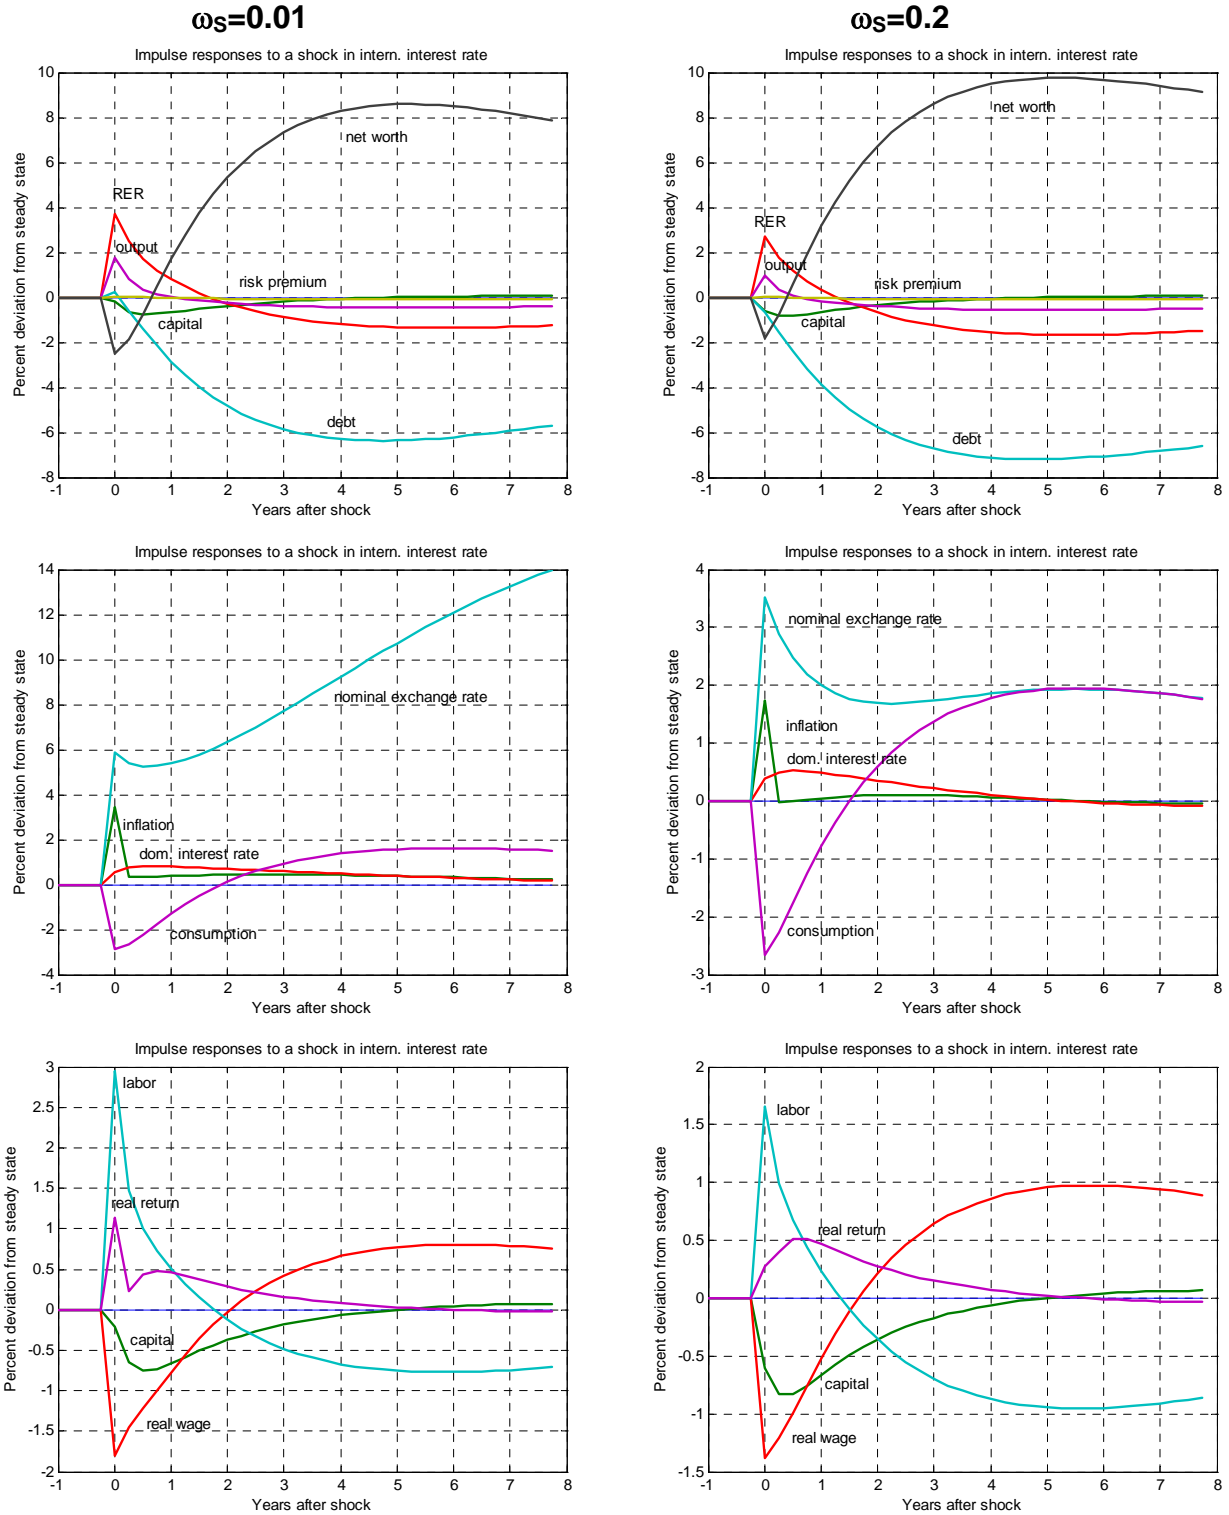 ωS=0.01
ωS=0.2
Impulse responses to a shock in intern. interest rate
Percent deviation from steady state
10
8
6
4
2
0
-2
-4
-6
-8
net worth
RER
output
risk premium
capital
debt
-1 0 1 2 3 4 5 6 7 8
Years after shock
Impulse responses to a shock in intern. interest rate
Percent deviation from steady state
10
8
6
4
2
0
-2
-4
-6
-8
net worth
RER
output
risk premium
capital
debt
-1 0 1 2 3 4 5 6 7 8
Years after shock
Impulse responses to a shock in intern. interest rate
Percent deviation from steady state
14
12
10
8
6
4
2
0
-2
-4
nominal exchange rate
inflation
dom. interest rate
consumption
-1 0 1 2 3 4 5 6 7 8
Years after shock
Impulse responses to a shock in intern. interest rate
Percent deviation from steady state
4
3
2
1
0
-1
-2
-3
nominal exchange rate
inflation
dom. interest rate
consumption
-1 0 1 2 3 4 5 6 7 8
Years after shock
Impulse responses to a shock in intern. interest rate
Percent deviation from steady state
3
2.5
2
1.5
1
0.5
0
-0.5
-1
-1.5
-2
labor
real return
capital
real wage
-1 0 1 2 3 4 5 6 7 8
Years after shock
Impulse responses to a shock in intern. interest rate
Percent deviation from steady state
2
1.5
1
0.5
0
-0.5
-1
-1.5
labor
real return
capital
real wage
-1 0 1 2 3 4 5 6 7 8
Years after shock